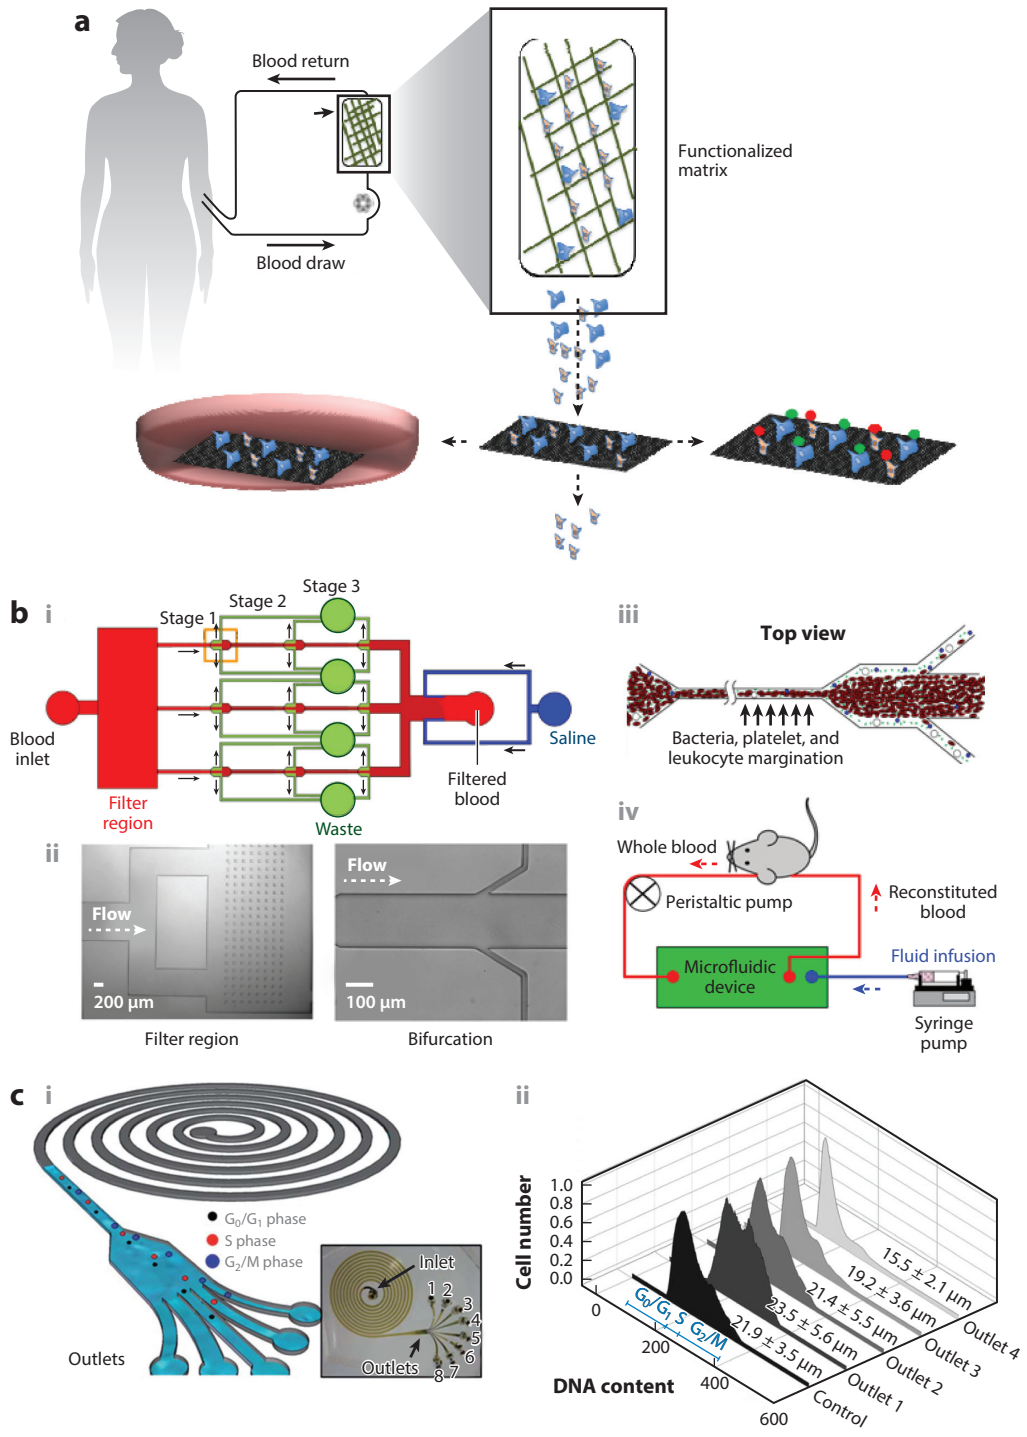 a
Blood return
Blood draw
Functionalized
matrix
b
i
Stage 1
Stage 2
Stage 3
Blood
inlet
Filter
region
Waste
Filtered
blood
Saline
ii
Flow
200 µm
Filter region
Flow
100 µm
Bifurcation
iii
Top view
Bacteria, platelet, and
leukocyte margination
iv
Whole blood
Peristaltic pump
Reconstituted
blood
Microfluidic
device
Fluid infusion
Syringe
pump
c
i
G0/G1 phase
S phase
G2/M phase
Outlets
Inlet
1
2
3
4
5
6
7
8
Outlets
ii
Cell number
1.0
0.8
0.6
0.4
0.2
0.0
0
200
400
600
DNA content
G0/G1 S G2/M
21.9 ± 3.5 µm
23.5 ± 5.6 µm
21.4 ± 5.5 µm
19.2 ± 3.6 µm
15.5 ± 2.1 µm
Control
Outlet 1
Outlet 2
Outlet 3
Outlet 4